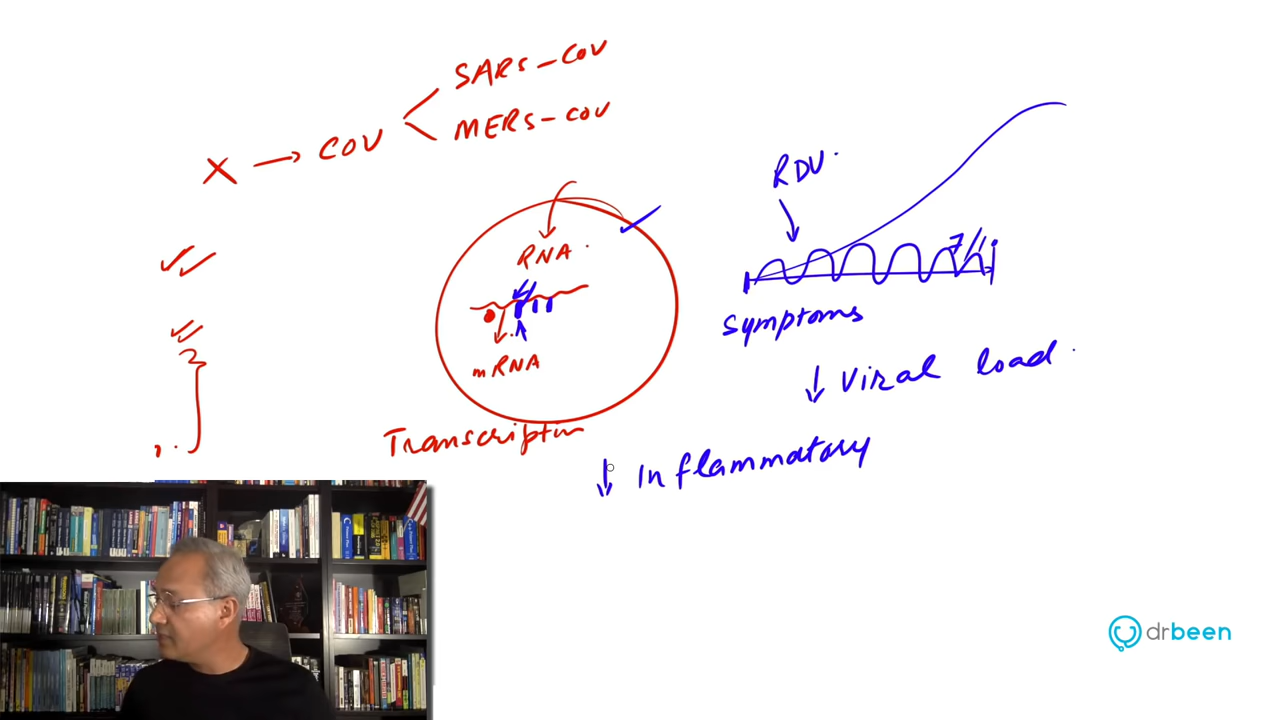 SARS-COV
X → COV
MERS-COV
RDV.
RNA
mRNA
Transcription
Symptoms
↓ Viral load.
↓ Inflammatory
drbeen